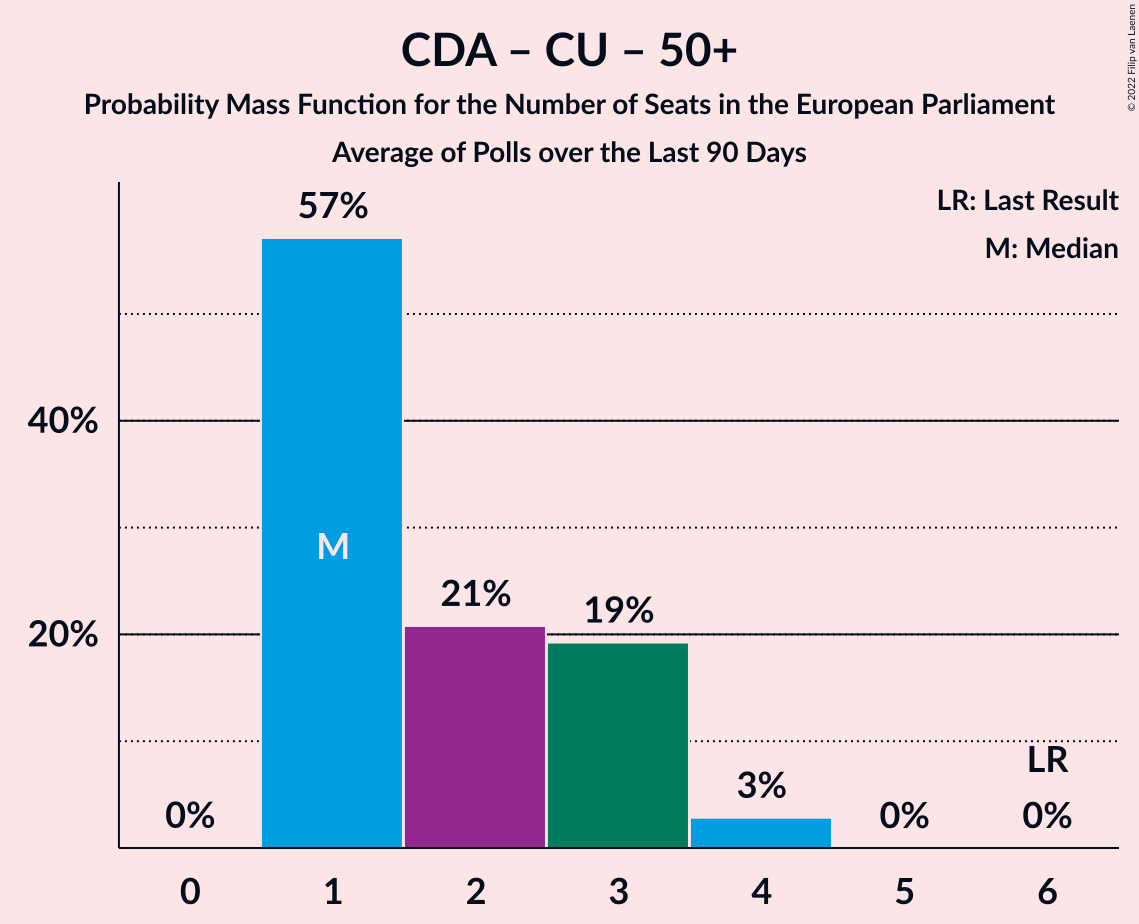 CDA – CU – 50+
Probability Mass Function for the Number of Seats in the European Parliament
Average of Polls over the Last 90 Days
© 2022 Filip van Laenen
LR: Last Result
M: Median
57%
40%
M
21%
19%
20%
LR
3%
0%
0%
0%
0 1 2 3 4 5 6